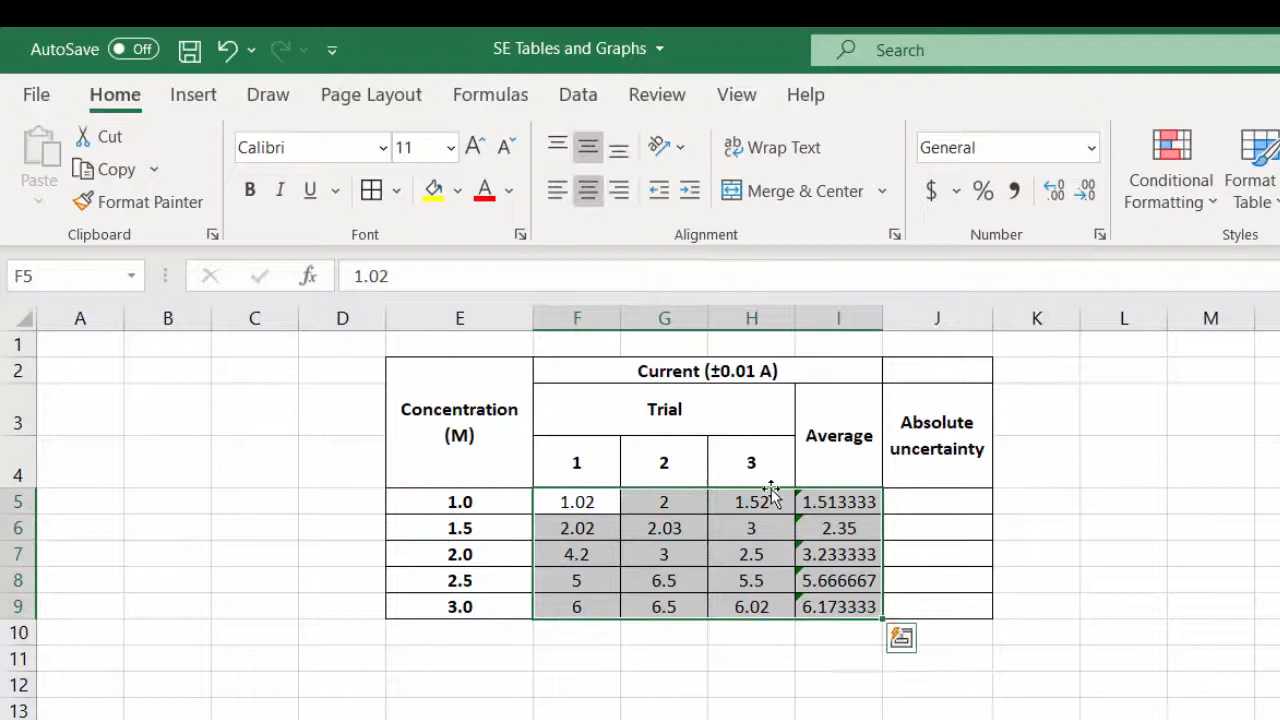 AutoSave Off SE Tables and Graphs Search
File Home Insert Draw Page Layout Formulas Data Review View Help
Paste Cut Copy Format Painter Clipboard
Calibri 11 A A B I U A Font
ab Wrap Text Merge & Center Alignment
General $ % , .00 .00 Number
Conditional Formatting Format Table Styles
F5 fx 1.02
A B C D E F G H I J K L M
1
2 Current (±0.01 A)
3 Concentration (M) Trial Average Absolute uncertainty
4 1 2 3
5 1.0 1.02 2 1.52 1.513333
6 1.5 2.02 2.03 3 2.35
7 2.0 4.2 3 2.5 3.233333
8 2.5 5 6.5 5.5 5.666667
9 3.0 6 6.5 6.02 6.173333
10
11
12
13